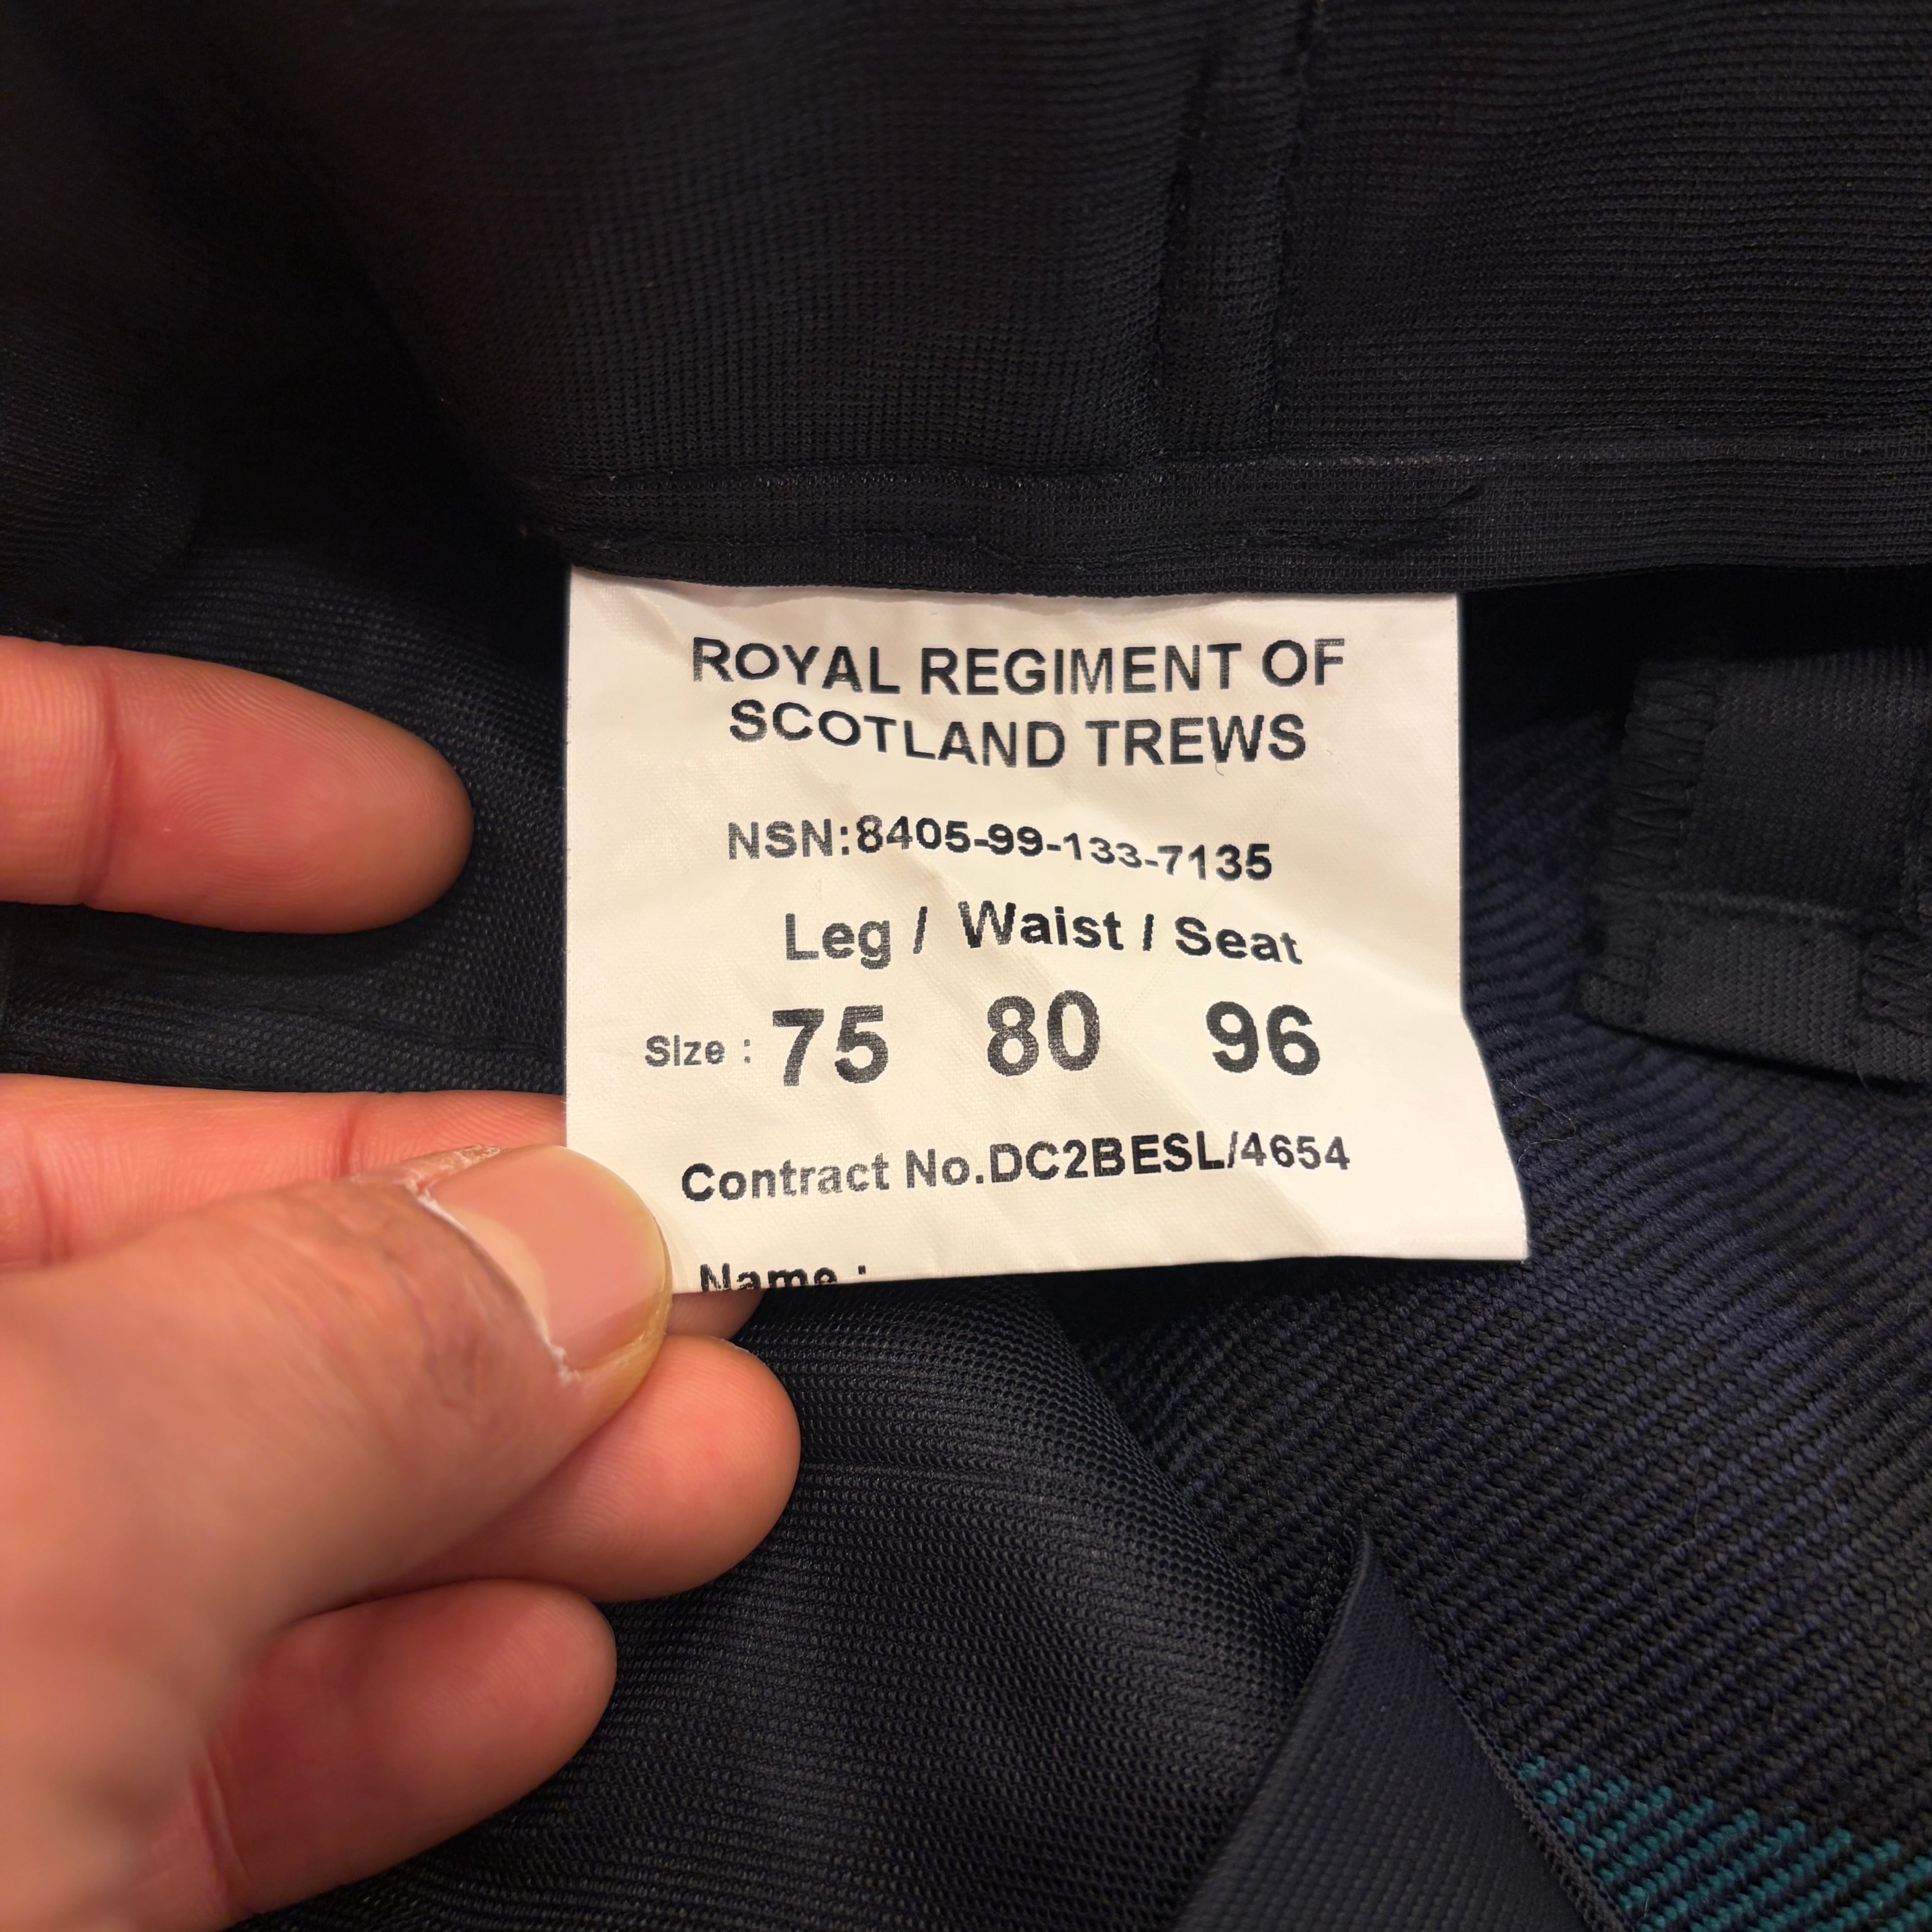 ROYAL REGIMENT OF
SCOTLAND TREWS
NSN:8405-99-133-7135
Leg / Waist / Seat
Size : 75 80 96
Contract No.DC2BESL/4654
Name :